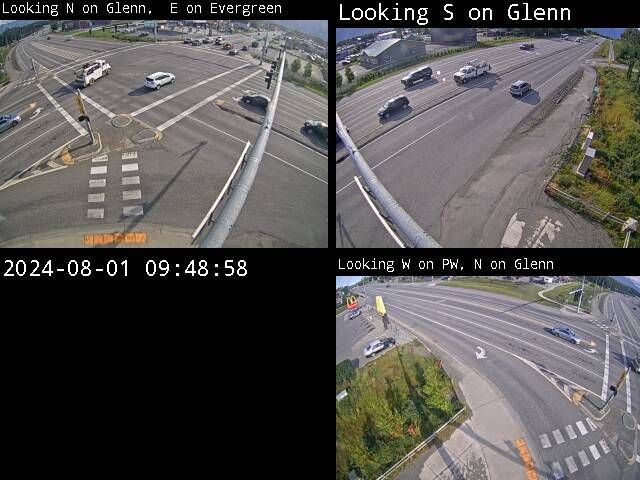 Looking N on Glenn, E on Evergreen
Looking S on Glenn
2024-08-01 09:48:58
Looking W on PW, N on Glenn